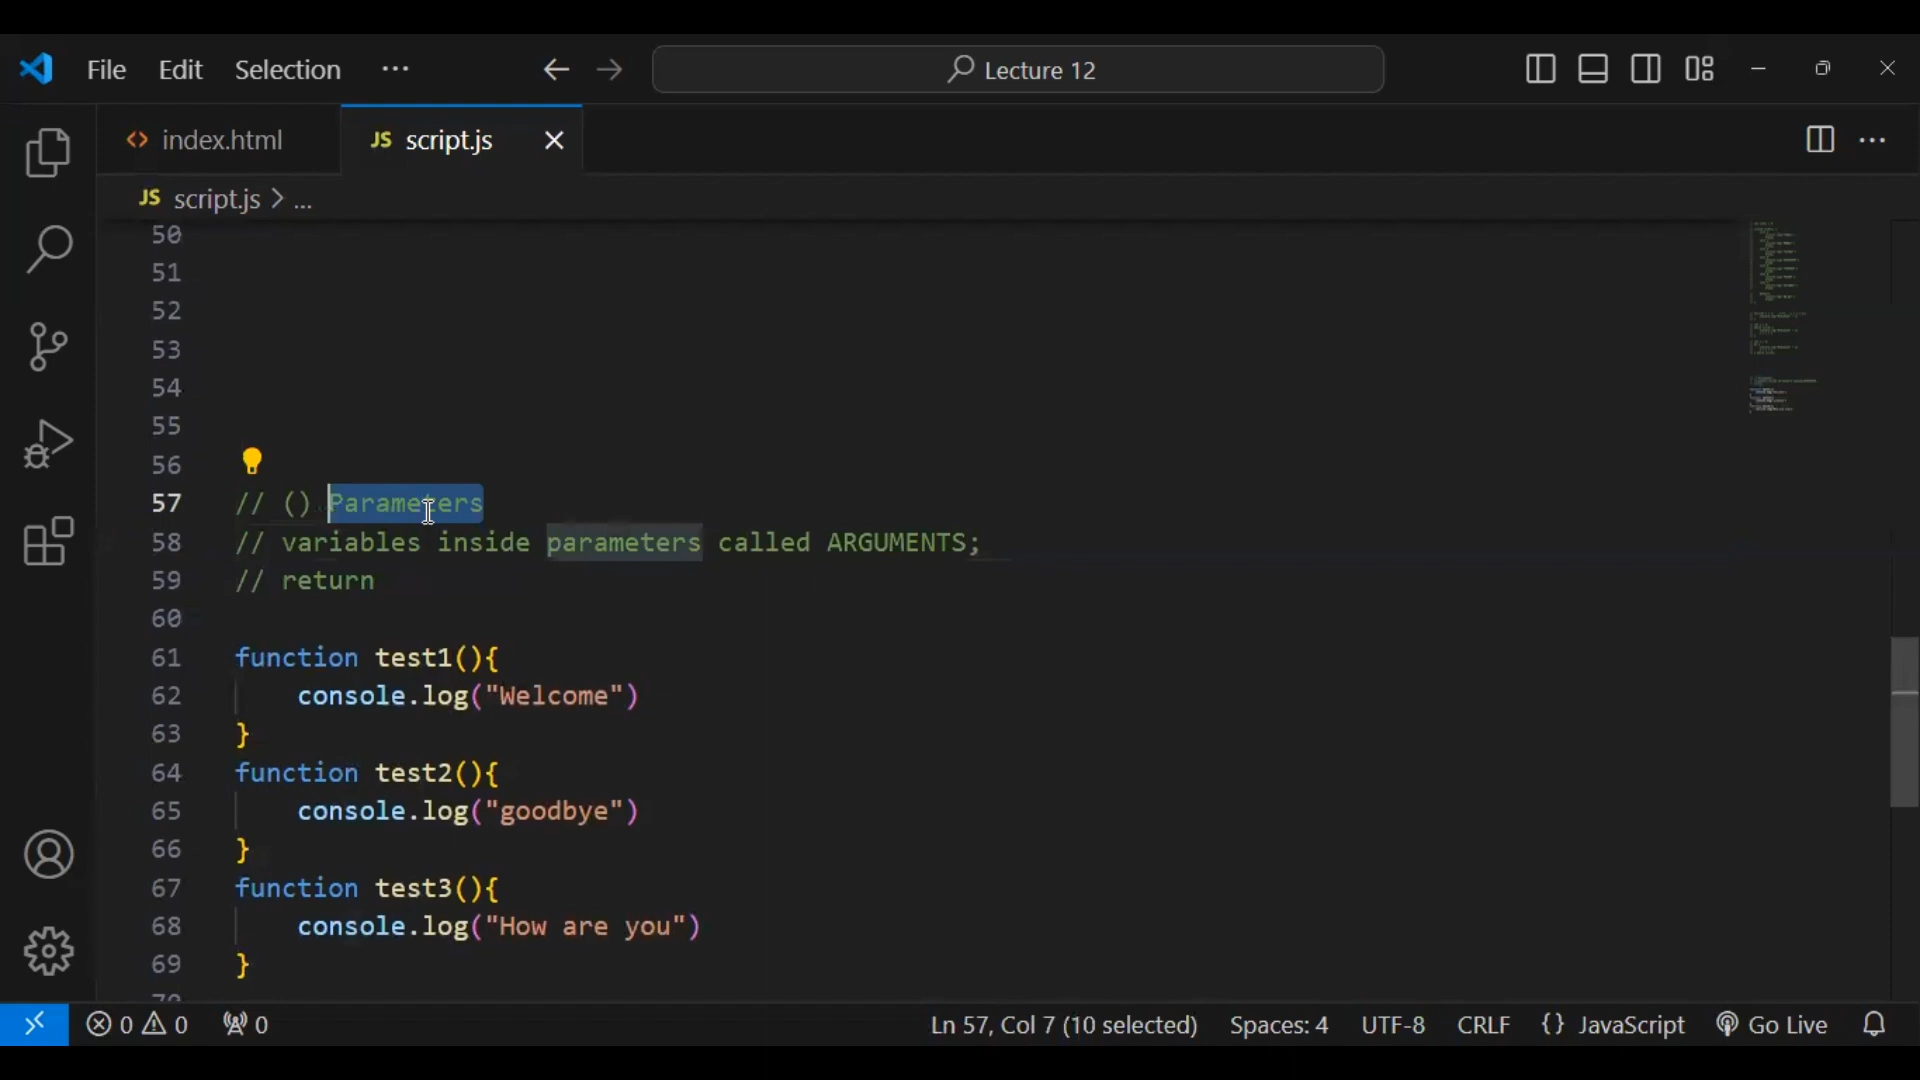 File Edit Selection ··· Lecture 12
index.html JS script.js
JS script.js > ...
50
51
52
53
54
55
56
57 // () Parameters
58 // variables inside parameters called ARGUMENTS;
59 // return
60
61 function test1(){
62 console.log("Welcome")
63 }
64 function test2(){
65 console.log("goodbye")
66 }
67 function test3(){
68 console.log("How are you")
69 }
70
0 0 0 Ln 57, Col 7 (10 selected) Spaces: 4 UTF-8 CRLF {} JavaScript Go Live